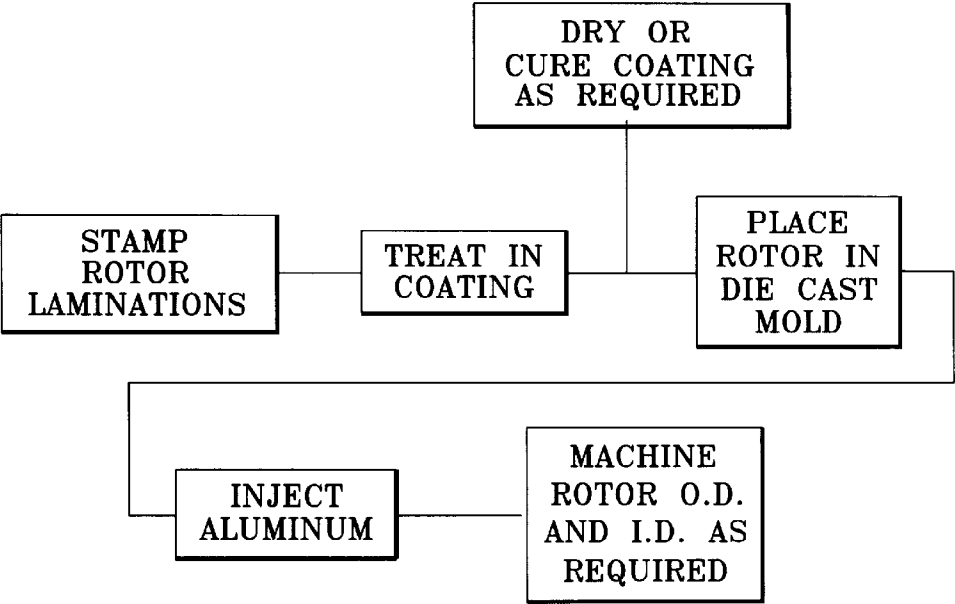 DRY OR
CURE COATING
AS REQUIRED
STAMP
ROTOR
LAMINATIONS
TREAT IN
COATING
PLACE
ROTOR IN
DIE CAST
MOLD
INJECT
ALUMINUM
MACHINE
ROTOR O.D.
AND I.D. AS
REQUIRED